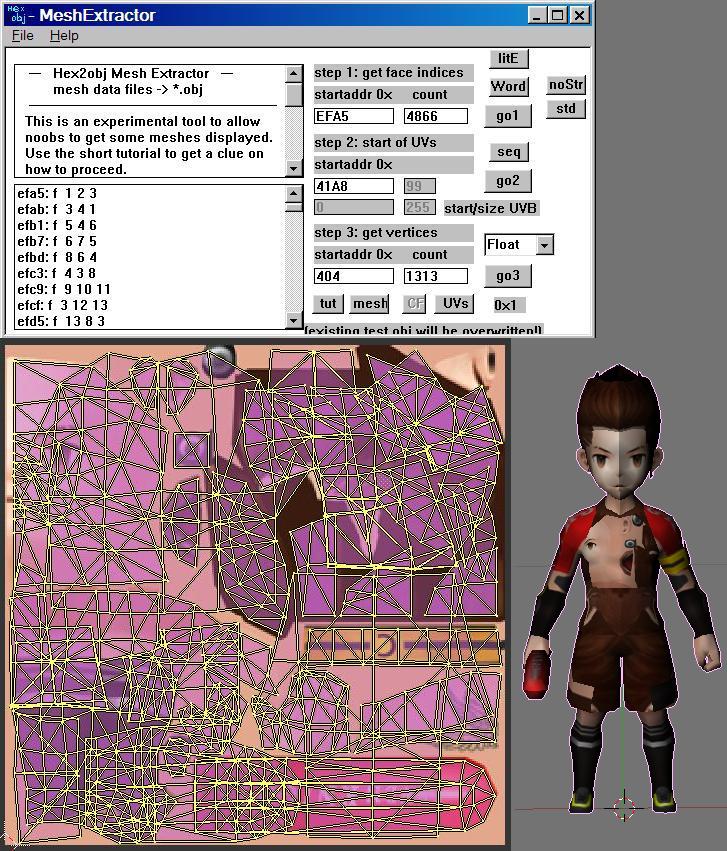 Hex obj - MeshExtractor
File Help
— Hex2obj Mesh Extractor —
mesh data files -> *.obj
This is an experimental tool to allow
noobs to get some meshes displayed.
Use the short tutorial to get a clue on
how to proceed.
efa5: f 1 2 3
efab: f 3 4 1
efb1: f 5 4 6
efb7: f 6 7 5
efbd: f 8 6 4
efc3: f 4 3 8
efc9: f 9 10 11
efcf: f 3 12 13
efd5: f 13 8 3
step 1: get face indices
startaddr 0x count
EFA5 4866
step 2: start of UVs
startaddr 0x
41A8 99
0 255 start/size UVB
step 3: get vertices
startaddr 0x count
404 1313
tut mesh CF UVs
(existing test.obj will be overwritten!)
litE
Word noStr
go1 std
seq
go2
Float
go3
0x1